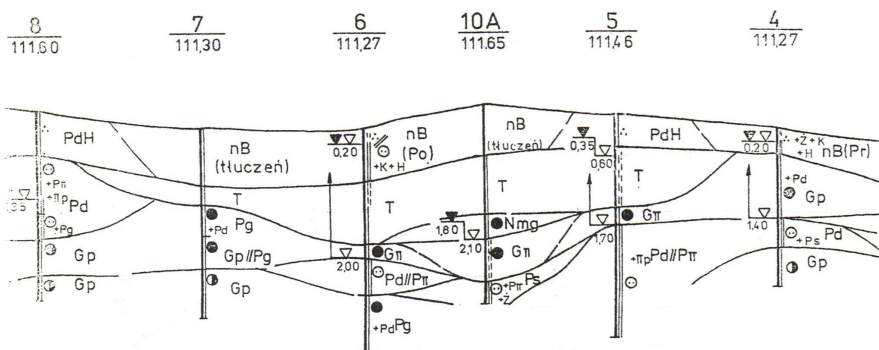 8 7 6 10A 5 4
111,60 111,30 111,27 111,65 111,46 111,27
PdH nB (tłuczeń) 0,20 nB (Po) +K+H nB (tłuczeń) 0,35 0,60 PdH 0,20 +Ż+K +H nB(Pr)
+Pπ +πp Pd +Pg
T T T T
+Pd Gp
+Pd Pg
1,80 2,10 Nmg
1,70 Gπ
1,40 +Ps Pd
Gp Gp//Pg 2,00 Gπ Gπ +πpPd//Pπ Gp
Gp Gp Pd//Pπ +Pπ +Ż Ps
+Pd Pg